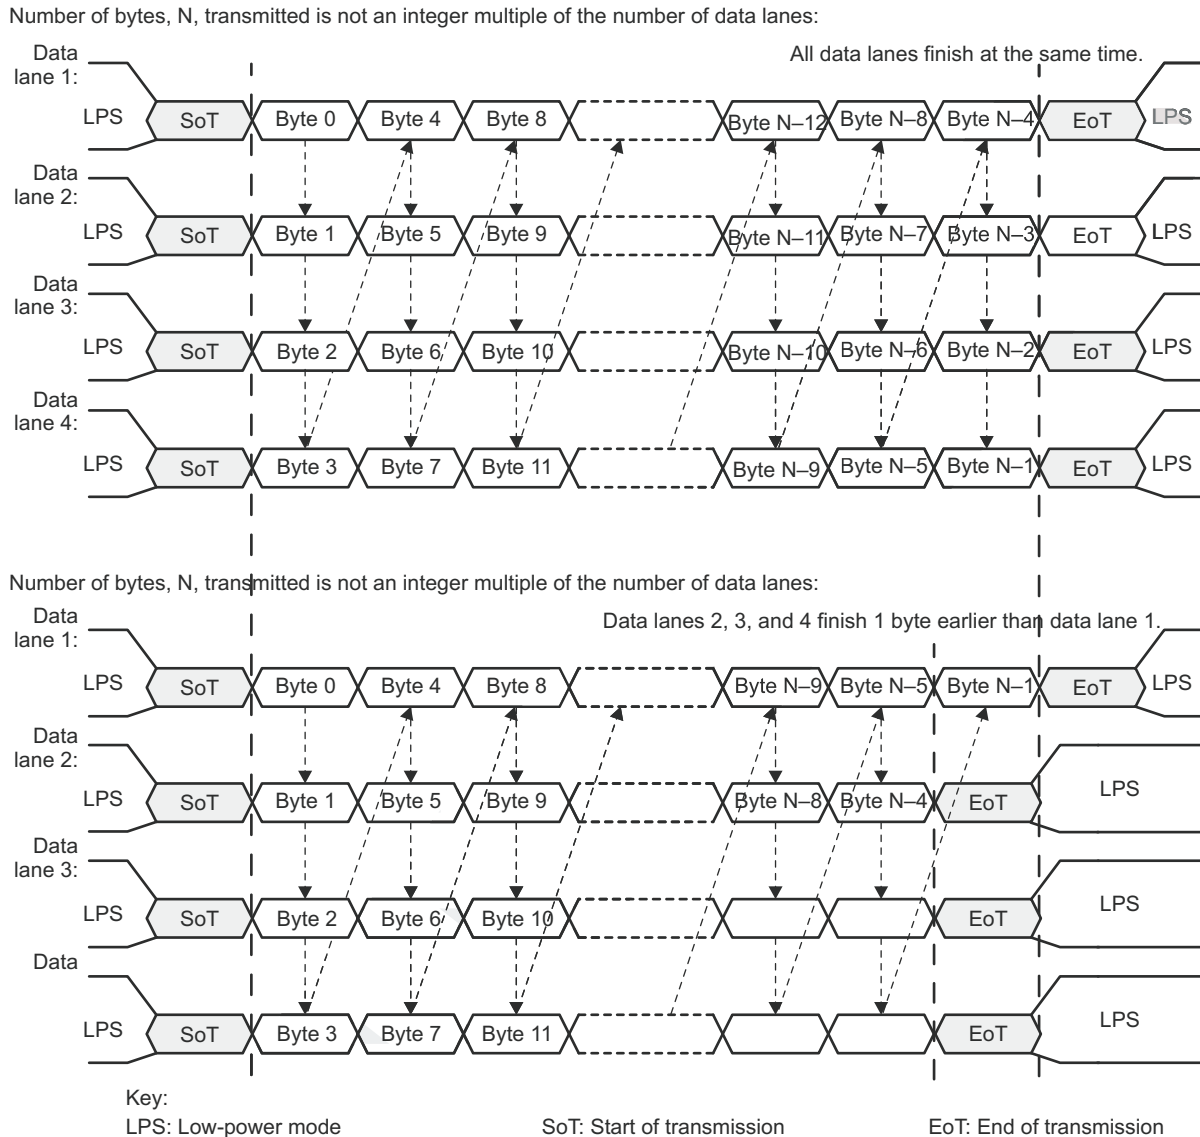 Number of bytes, N, transmitted is not an integer multiple of the number of data lanes:
All data lanes finish at the same time.
Data
lane 1:
LPS SoT Byte 0 Byte 4 Byte 8 Byte N–12 Byte N–8 Byte N–4 EoT LPS
Data
lane 2:
LPS SoT Byte 1 Byte 5 Byte 9 Byte N–11 Byte N–7 Byte N–3 EoT LPS
Data
lane 3:
LPS SoT Byte 2 Byte 6 Byte 10 Byte N–10 Byte N–6 Byte N–2 EoT LPS
Data
lane 4:
LPS SoT Byte 3 Byte 7 Byte 11 Byte N–9 Byte N–5 Byte N–1 EoT LPS
Number of bytes, N, transmitted is not an integer multiple of the number of data lanes:
Data lanes 2, 3, and 4 finish 1 byte earlier than data lane 1.
Data
lane 1:
LPS SoT Byte 0 Byte 4 Byte 8 Byte N–9 Byte N–5 Byte N–1 EoT LPS
Data
lane 2:
LPS SoT Byte 1 Byte 5 Byte 9 Byte N–8 Byte N–4 EoT LPS
Data
lane 3:
LPS SoT Byte 2 Byte 6 Byte 10 EoT LPS
Data
LPS SoT Byte 3 Byte 7 Byte 11 EoT LPS
Key:
LPS: Low-power mode SoT: Start of transmission EoT: End of transmission